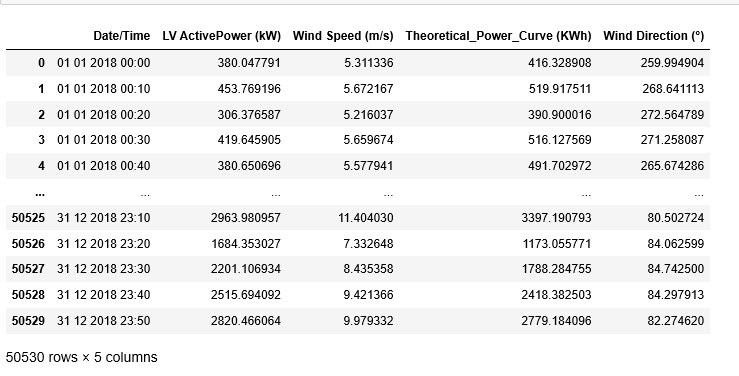 Date/Time LV ActivePower (kW) Wind Speed (m/s) Theoretical_Power_Curve (KWh) Wind Direction (°)
0 01 01 2018 00:00 380.047791 5.311336 416.328908 259.994904
1 01 01 2018 00:10 453.769196 5.672167 519.917511 268.641113
2 01 01 2018 00:20 306.376587 5.216037 390.900016 272.564789
3 01 01 2018 00:30 419.645905 5.659674 516.127569 271.258087
4 01 01 2018 00:40 380.650696 5.577941 491.702972 265.674286
... ... ... ... ... ...
50525 31 12 2018 23:10 2963.980957 11.404030 3397.190793 80.502724
50526 31 12 2018 23:20 1684.353027 7.332648 1173.055771 84.062599
50527 31 12 2018 23:30 2201.106934 8.435358 1788.284755 84.742500
50528 31 12 2018 23:40 2515.694092 9.421366 2418.382503 84.297913
50529 31 12 2018 23:50 2820.466064 9.979332 2779.184096 82.274620
50530 rows × 5 columns